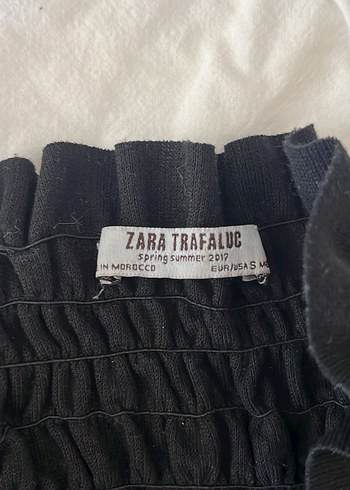 ZARA TRAFALUC
spring summer 2017
IN MOROCCO EUR/USA S M